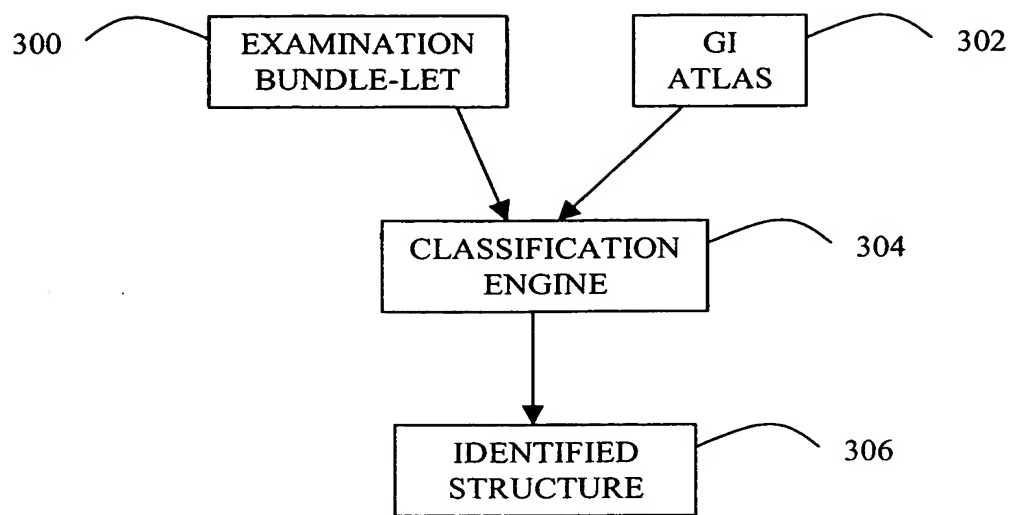 300
EXAMINATION
BUNDLE-LET
GI
ATLAS
302
CLASSIFICATION
ENGINE
304
IDENTIFIED
STRUCTURE
306